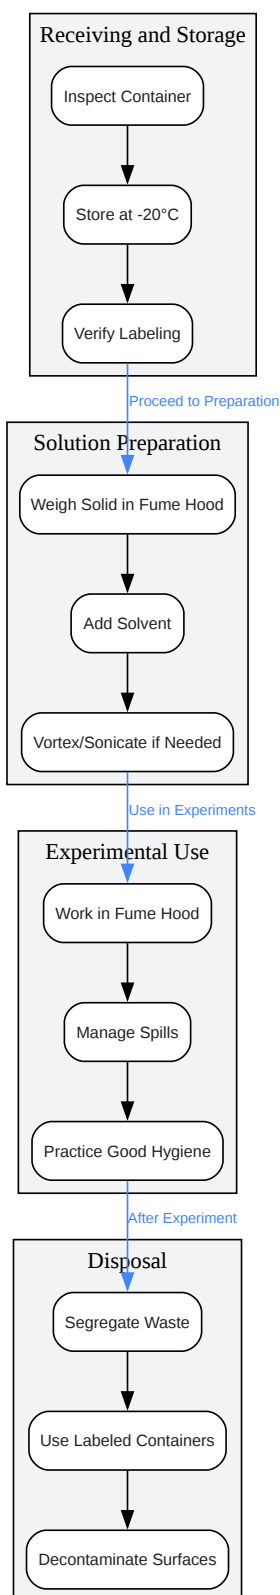 Receiving and Storage
Inspect Container
Store at -20°C
Verify Labeling
Proceed to Preparation
Solution Preparation
Weigh Solid in Fume Hood
Add Solvent
Vortex/Sonicate if Needed
Use in Experiments
Experimental Use
Work in Fume Hood
Manage Spills
Practice Good Hygiene
After Experiment
Disposal
Segregate Waste
Use Labeled Containers
Decontaminate Surfaces